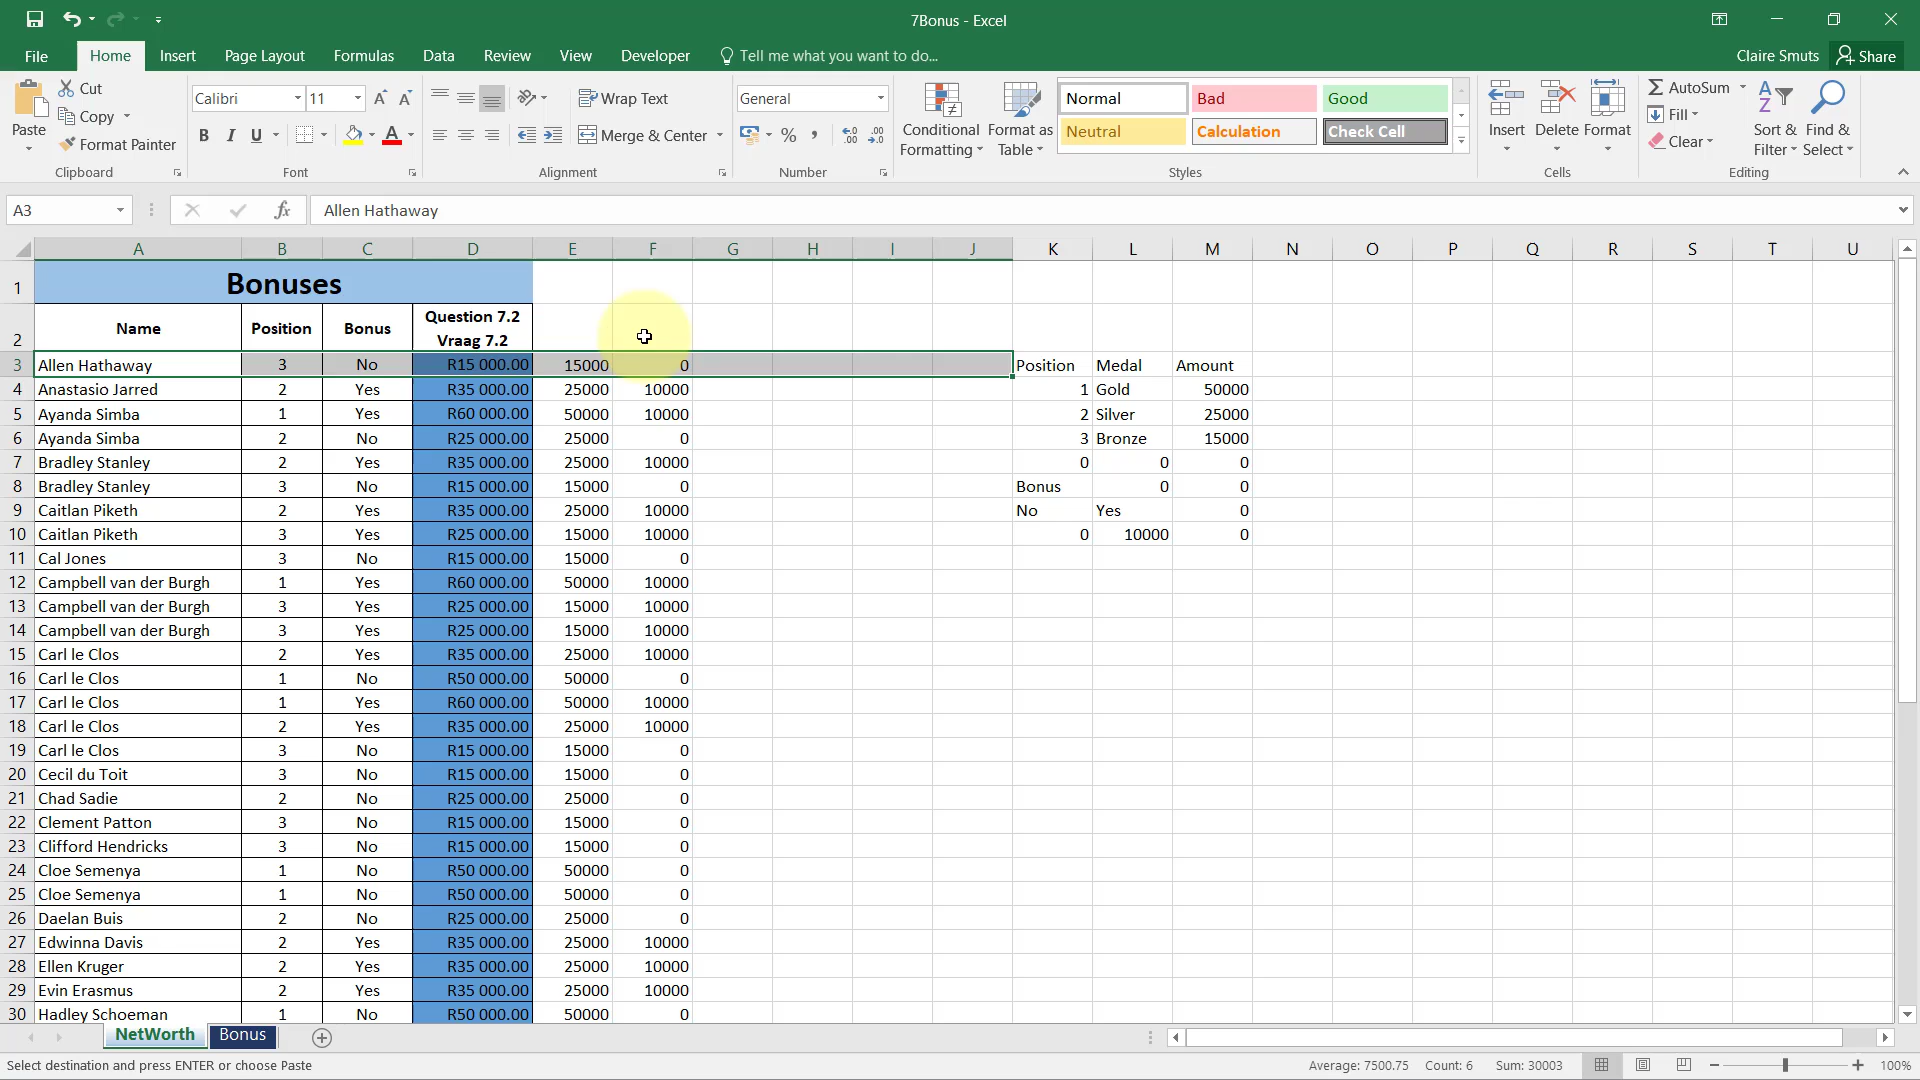 7Bonus - Excel
File Home Insert Page Layout Formulas Data Review View Developer Tell me what you want to do... Claire Smuts Share
Paste Cut Copy Format Painter Clipboard
Calibri 11 B I U A A A Font
Wrap Text Merge & Center Alignment
General % , Number
Conditional Formatting Format as Table
Normal Bad Good
Neutral Calculation Check Cell
Styles
Insert Delete Format Cells
AutoSum Fill Clear Sort & Filter Find & Select Editing
A3 fx Allen Hathaway
A B C D E F G H I J K L M N O P Q R S T U
1 Bonuses
2 Name Position Bonus Question 7.2
Vraag 7.2
3 Allen Hathaway 3 No R15 000.00 15000 0 Position Medal Amount
4 Anastasio Jarred 2 Yes R35 000.00 25000 10000 1 Gold 50000
5 Ayanda Simba 1 Yes R60 000.00 50000 10000 2 Silver 25000
6 Ayanda Simba 2 No R25 000.00 25000 0 3 Bronze 15000
7 Bradley Stanley 2 Yes R35 000.00 25000 10000 0 0 0
8 Bradley Stanley 3 No R15 000.00 15000 0 Bonus 0 0
9 Caitlan Piketh 2 Yes R35 000.00 25000 10000 No Yes 0
10 Caitlan Piketh 3 Yes R25 000.00 15000 10000 0 10000 0
11 Cal Jones 3 No R15 000.00 15000 0
12 Campbell van der Burgh 1 Yes R60 000.00 50000 10000
13 Campbell van der Burgh 3 Yes R25 000.00 15000 10000
14 Campbell van der Burgh 3 Yes R25 000.00 15000 10000
15 Carl le Clos 2 Yes R35 000.00 25000 10000
16 Carl le Clos 1 No R50 000.00 50000 0
17 Carl le Clos 1 Yes R60 000.00 50000 10000
18 Carl le Clos 2 Yes R35 000.00 25000 10000
19 Carl le Clos 3 No R15 000.00 15000 0
20 Cecil du Toit 3 No R15 000.00 15000 0
21 Chad Sadie 2 No R25 000.00 25000 0
22 Clement Patton 3 No R15 000.00 15000 0
23 Clifford Hendricks 3 No R15 000.00 15000 0
24 Cloe Semenya 1 No R50 000.00 50000 0
25 Cloe Semenya 1 No R50 000.00 50000 0
26 Daelan Buis 2 No R25 000.00 25000 0
27 Edwinna Davis 2 Yes R35 000.00 25000 10000
28 Ellen Kruger 2 Yes R35 000.00 25000 10000
29 Evin Erasmus 2 Yes R35 000.00 25000 10000
30 Hadley Schoeman 1 No R50 000.00 50000 0
NetWorth Bonus
Select destination and press ENTER or choose Paste Average: 7500.75 Count: 6 Sum: 30003 100%